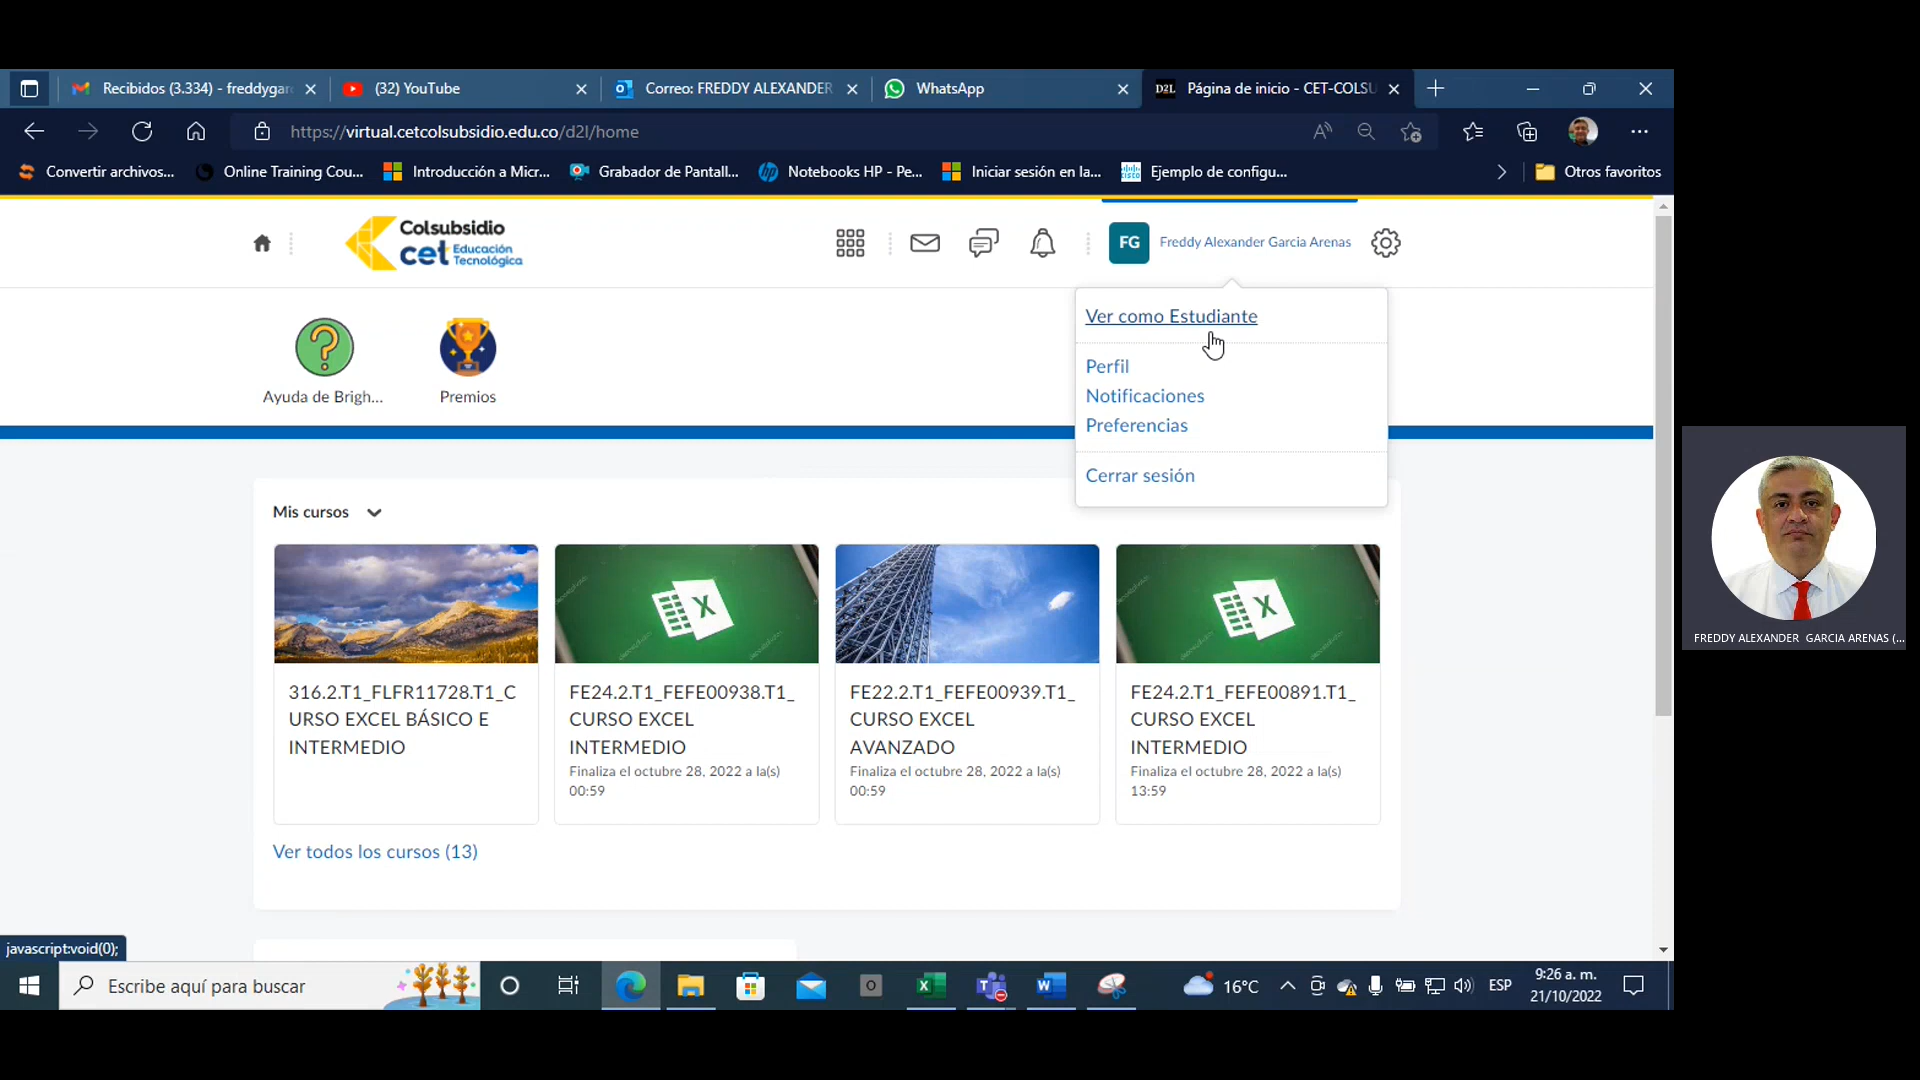 Recibidos (3.334) - freddygar
(32) YouTube
Correo: FREDDY ALEXANDER
WhatsApp
D2L Página de inicio - CET-COLSU
https://virtual.cetcolsubsidio.edu.co/d2l/home
Convertir archivos...
Online Training Cou...
Introducción a Micr...
Grabador de Pantall...
Notebooks HP - Pe...
Iniciar sesión en la...
Ejemplo de configu...
Otros favoritos
Colsubsidio
cet Educación
Tecnológica
FG
Freddy Alexander Garcia Arenas
Ver como Estudiante
Perfil
Notificaciones
Preferencias
Cerrar sesión
Ayuda de Brigh...
Premios
Mis cursos
316.2.T1_FLFR11728.T1_C
URSO EXCEL BÁSICO E
INTERMEDIO
FE24.2.T1_FEFE00938.T1_
CURSO EXCEL
INTERMEDIO
Finaliza el octubre 28, 2022 a la(s)
00:59
FE22.2.T1_FEFE00939.T1_
CURSO EXCEL
AVANZADO
Finaliza el octubre 28, 2022 a la(s)
00:59
FE24.2.T1_FEFE00891.T1_
CURSO EXCEL
INTERMEDIO
Finaliza el octubre 28, 2022 a la(s)
13:59
Ver todos los cursos (13)
FREDDY ALEXANDER GARCIA ARENAS (...
javascript:void(0);
Escribe aquí para buscar
16°C
ESP
9:26 a. m.
21/10/2022